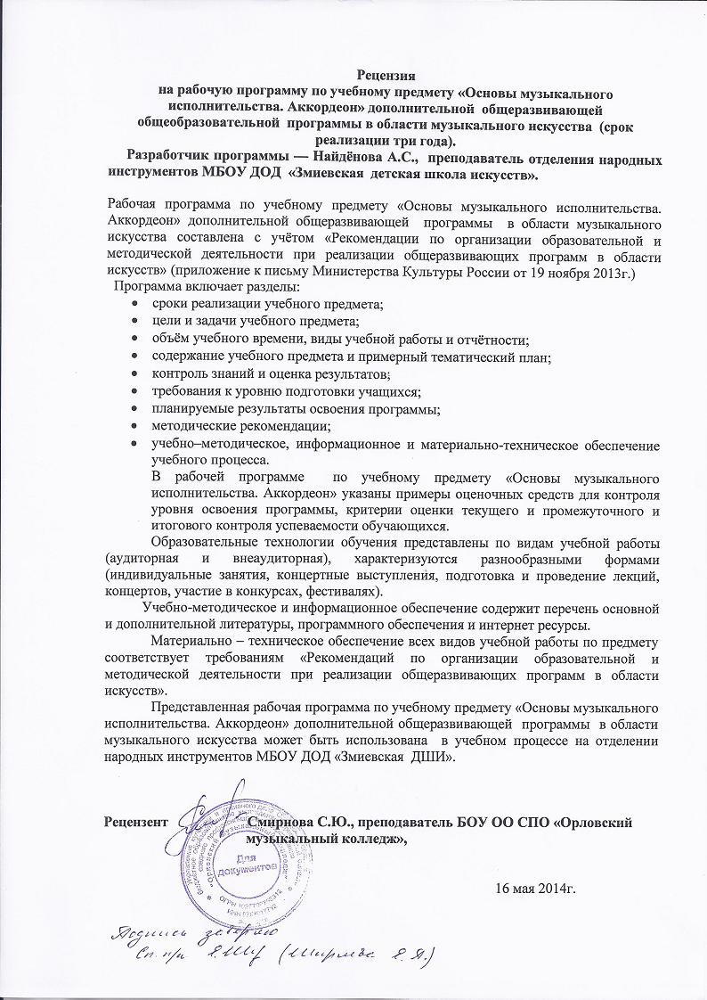 Рецензия
на рабочую программу по учебному предмету «Основы музыкального
исполнительства. Аккордеон» дополнительной общеразвивающей
общеобразовательной программы в области музыкального искусства (срок
реализации три года).
Разработчик программы — Найдёнова А.С., преподаватель отделения народных
инструментов МБОУ ДОД «Змиевская детская школа искусств».
Рабочая программа по учебному предмету «Основы музыкального исполнительства.
Аккордеон» дополнительной общеразвивающей программы в области музыкального
искусства составлена с учётом «Рекомендации по организации образовательной и
методической деятельности при реализации общеразвивающих программ в области
искусств» (приложение к письму Министерства Культуры России от 19 ноября 2013г.)
Программа включает разделы:
• сроки реализации учебного предмета;
• цели и задачи учебного предмета;
• объём учебного времени, виды учебной работы и отчётности;
• содержание учебного предмета и примерный тематический план;
• контроль знаний и оценка результатов;
• требования к уровню подготовки учащихся;
• планируемые результаты освоения программы;
• методические рекомендации;
• учебно–методическое, информационное и материально-техническое обеспечение
учебного процесса.
В рабочей программе по учебному предмету «Основы музыкального
исполнительства. Аккордеон» указаны примеры оценочных средств для контроля
уровня освоения программы, критерии оценки текущего и промежуточного и
итогового контроля успеваемости обучающихся.
Образовательные технологии обучения представлены по видам учебной работы
(аудиторная и внеаудиторная), характеризуются разнообразными формами
(индивидуальные занятия, концертные выступления, подготовка и проведение лекций,
концертов, участие в конкурсах, фестивалях).
Учебно-методическое и информационное обеспечение содержит перечень основной
и дополнительной литературы, программного обеспечения и интернет ресурсы.
Материально – техническое обеспечение всех видов учебной работы по предмету
соответствует требованиям «Рекомендаций по организации образовательной и
методической деятельности при реализации общеразвивающих программ в области
искусств».
Представленная рабочая программа по учебному предмету «Основы музыкального
исполнительства. Аккордеон» дополнительной общеразвивающей программы в области
музыкального искусства может быть использована в учебном процессе на отделении
народных инструментов МБОУ ДОД «Змиевская ДШИ».
Рецензент Смирнова С.Ю., преподаватель БОУ ОО СПО «Орловский
музыкальный колледж»,
Для
документов
16 мая 2014г.
Подпись заверяю